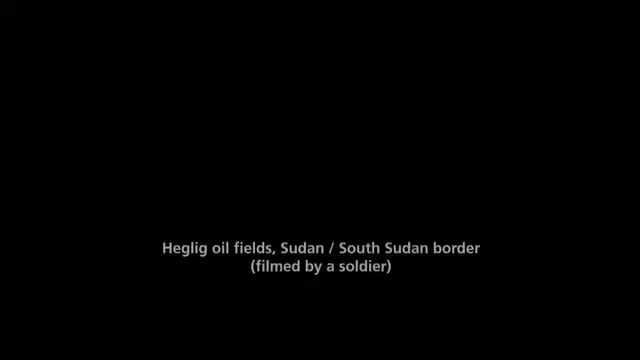 Heglig oil fields, Sudan / South Sudan border
(filmed by a soldier)